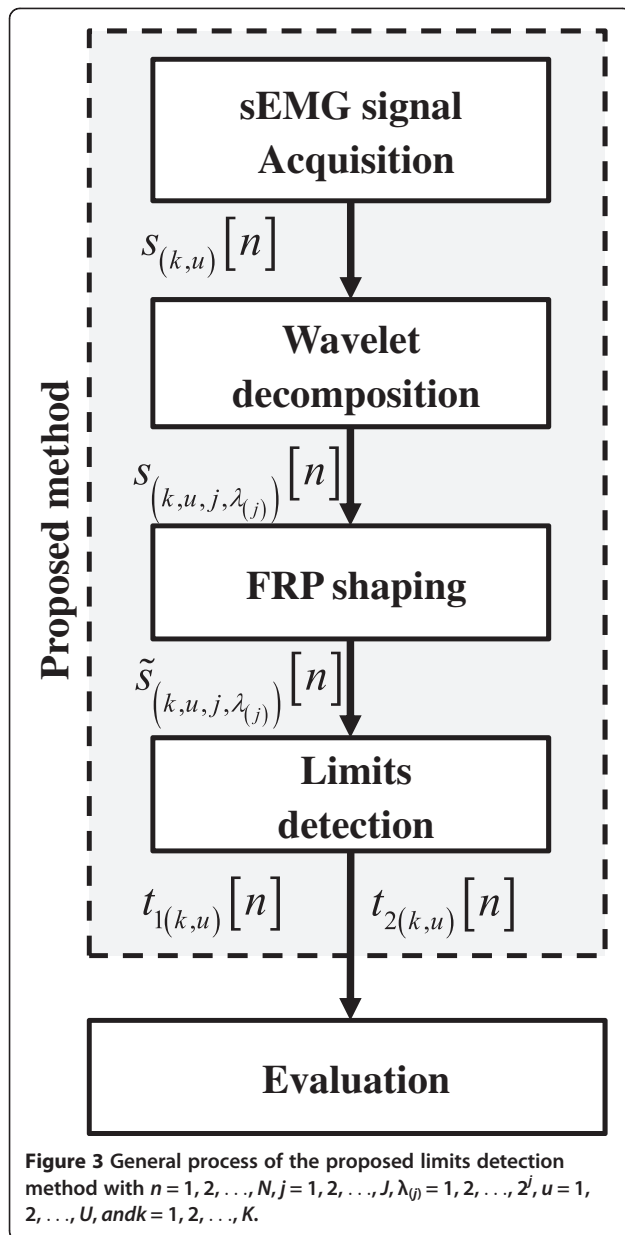 Proposed method
sEMG signal
Acquisition
s(k,u)[n]
Wavelet
decomposition
s(k,u,j,λ(j))[n]
FRP shaping
s̃(k,u,j,λ(j))[n]
Limits
detection
t1(k,u)[n] t2(k,u)[n]
Evaluation
Figure 3 General process of the proposed limits detection
method with n = 1, 2, . . ., N, j = 1, 2, . . ., J, λ(j) = 1, 2, . . ., 2^j, u = 1,
2, . . ., U, andk = 1, 2, . . ., K.